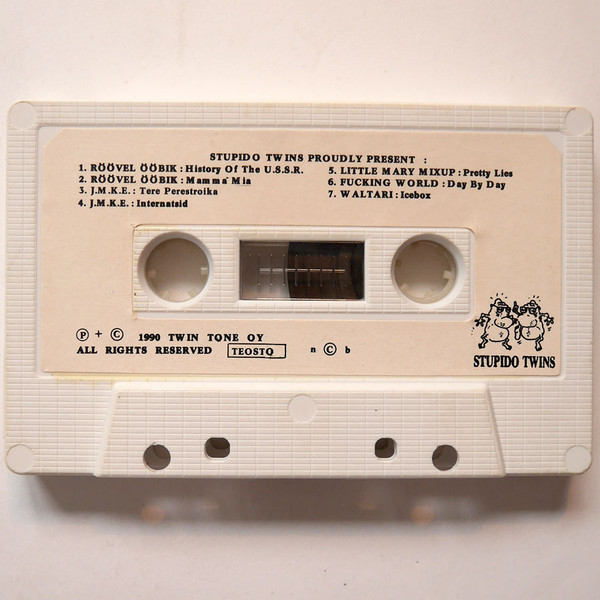 STUPIDO TWINS PROUDLY PRESENT :
1. RÖÖVEL ÖÖBIK : History Of The U.S.S.R.
2. RÖÖVEL ÖÖBIK : Mamma Mia
3. J.M.K.E. : Tere Perestroika
4. J.M.K.E. : Internatsid
5. LITTLE MARY MIXUP : Pretty Lies
6. FUCKING WORLD : Day By Day
7. WALTARI : Icebox
Ⓟ + © 1990 TWIN TONE OY
ALL RIGHTS RESERVED TEOSTO n © b
STUPIDO TWINS